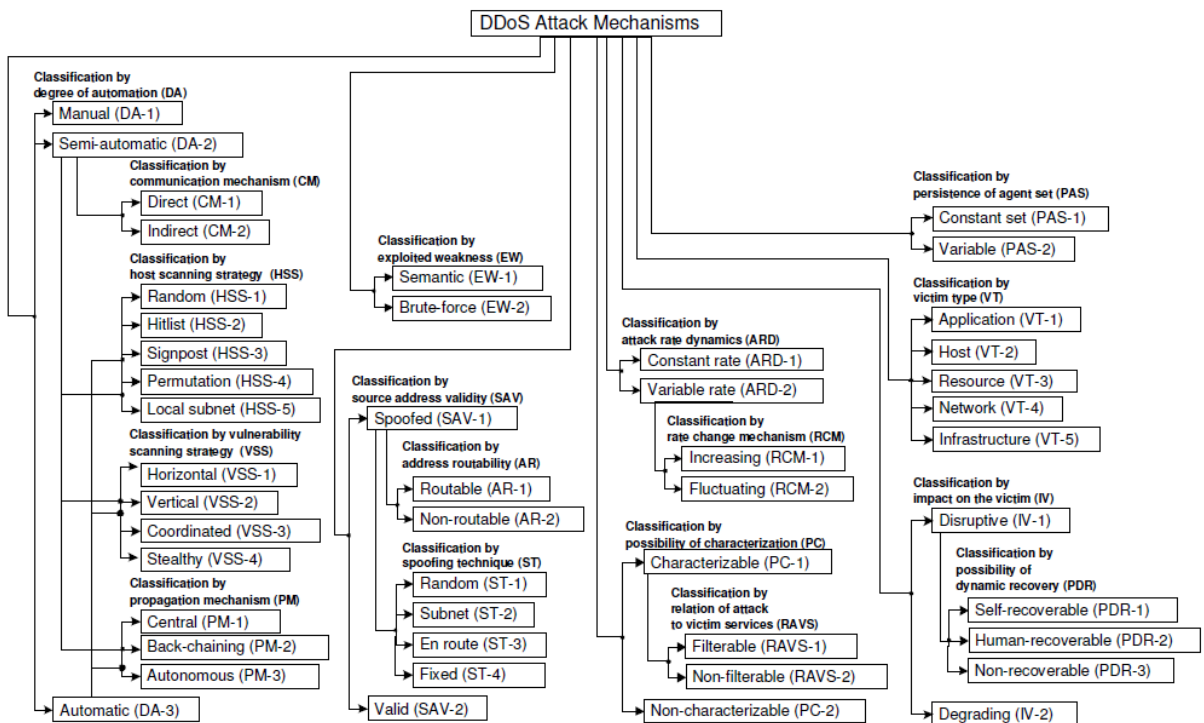 DDoS Attack Mechanisms
Classification by
degree of automation (DA)
Manual (DA-1)
Semi-automatic (DA-2)
Classification by
communication mechanism (CM)
Direct (CM-1)
Indirect (CM-2)
Classification by
host scanning strategy (HSS)
Random (HSS-1)
Hitlist (HSS-2)
Signpost (HSS-3)
Permutation (HSS-4)
Local subnet (HSS-5)
Classification by vulnerability
scanning strategy (VSS)
Horizontal (VSS-1)
Vertical (VSS-2)
Coordinated (VSS-3)
Stealthy (VSS-4)
Classification by
propagation mechanism (PM)
Central (PM-1)
Back-chaining (PM-2)
Autonomous (PM-3)
Automatic (DA-3)
Classification by
exploited weakness (EW)
Semantic (EW-1)
Brute-force (EW-2)
Classification by
source address validity (SAV)
Spoofed (SAV-1)
Classification by
address routability (AR)
Routable (AR-1)
Non-routable (AR-2)
Classification by
spoofing technique (ST)
Random (ST-1)
Subnet (ST-2)
En route (ST-3)
Fixed (ST-4)
Valid (SAV-2)
Classification by
attack rate dynamics (ARD)
Constant rate (ARD-1)
Variable rate (ARD-2)
Classification by
rate change mechanism (RCM)
Increasing (RCM-1)
Fluctuating (RCM-2)
Classification by
possibility of characterization (PC)
Characterizable (PC-1)
Classification by
relation of attack
to victim services (RAVS)
Filterable (RAVS-1)
Non-filterable (RAVS-2)
Non-characterizable (PC-2)
Classification by
persistence of agent set (PAS)
Constant set (PAS-1)
Variable (PAS-2)
Classification by
victim type (VT)
Application (VT-1)
Host (VT-2)
Resource (VT-3)
Network (VT-4)
Infrastructure (VT-5)
Classification by
impact on the victim (IV)
Disruptive (IV-1)
Classification by
possibility of
dynamic recovery (PDR)
Self-recoverable (PDR-1)
Human-recoverable (PDR-2)
Non-recoverable (PDR-3)
Degrading (IV-2)